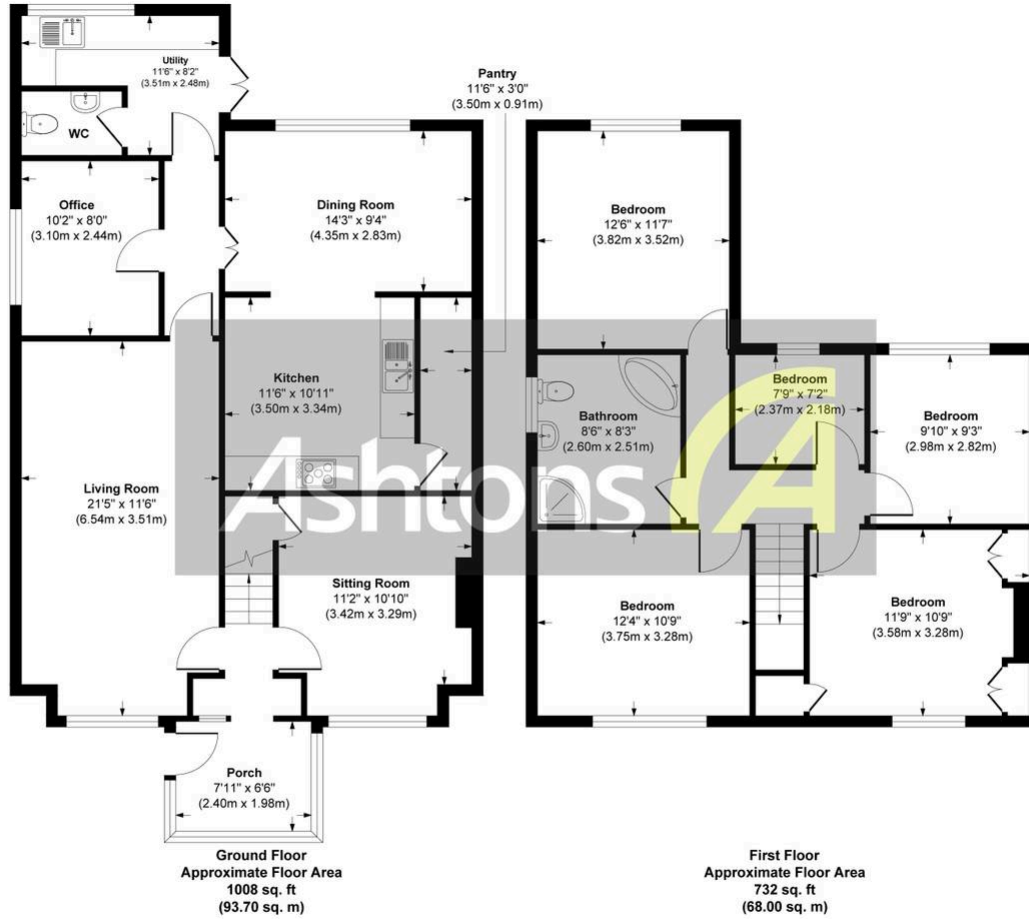 Utility
11'6" x 8'2"
(3.51m x 2.48m)
WC
Pantry
11'6" x 3'0"
(3.50m x 0.91m)
Office
10'2" x 8'0"
(3.10m x 2.44m)
Dining Room
14'3" x 9'4"
(4.35m x 2.83m)
Kitchen
11'6" x 10'11"
(3.50m x 3.34m)
Living Room
21'5" x 11'6"
(6.54m x 3.51m)
Sitting Room
11'2" x 10'10"
(3.42m x 3.29m)
Porch
7'11" x 6'6"
(2.40m x 1.98m)
Ground Floor
Approximate Floor Area
1008 sq. ft
(93.70 sq. m)
Bedroom
12'6" x 11'7"
(3.82m x 3.52m)
Bathroom
8'6" x 8'3"
(2.60m x 2.51m)
Bedroom
7'9" x 7'2"
(2.37m x 2.18m)
Bedroom
9'10" x 9'3"
(2.98m x 2.82m)
Bedroom
12'4" x 10'9"
(3.75m x 3.28m)
Bedroom
11'9" x 10'9"
(3.58m x 3.28m)
First Floor
Approximate Floor Area
732 sq. ft
(68.00 sq. m)
Ashtons
A